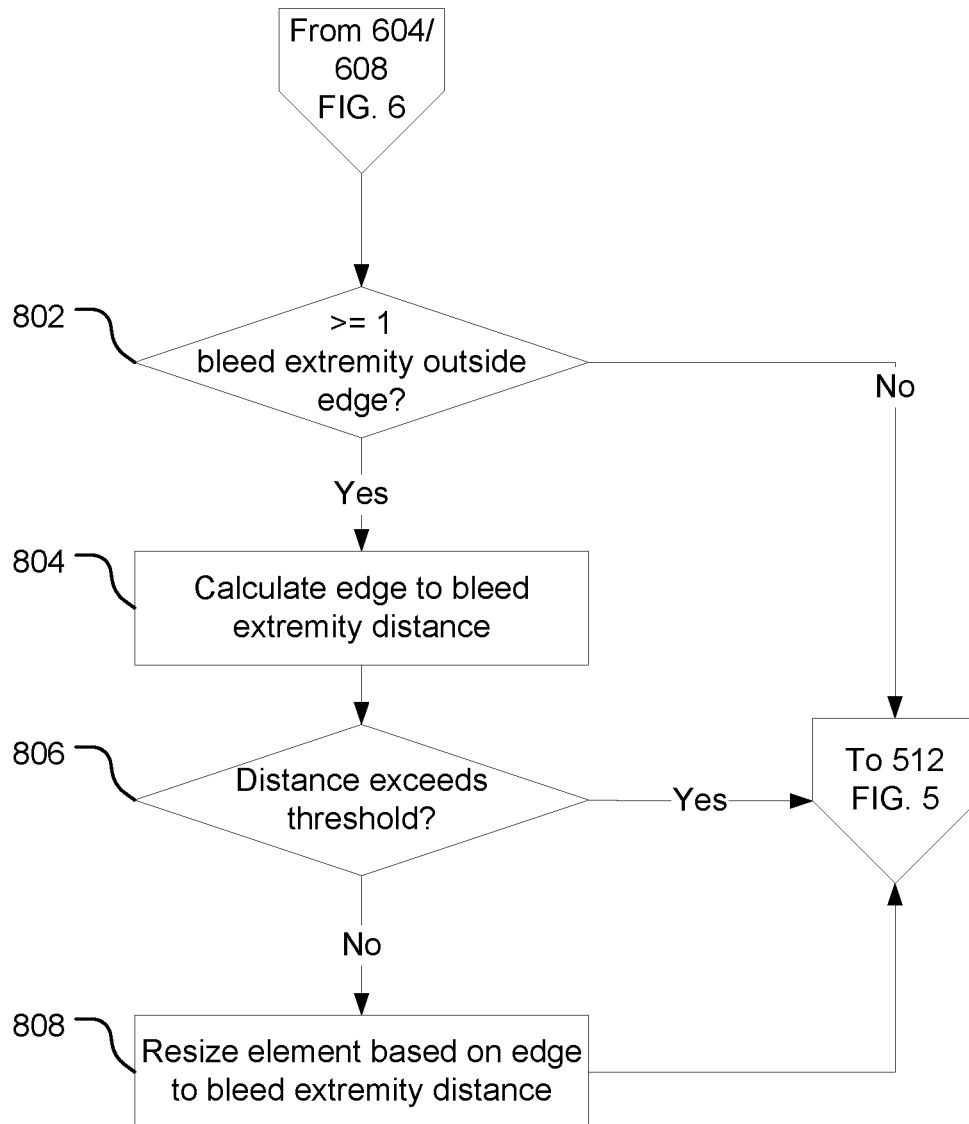 From 604/
608
FIG. 6
802
>= 1
bleed extremity outside
edge?
No
Yes
804
Calculate edge to bleed
extremity distance
806
Distance exceeds
threshold?
Yes
To 512
FIG. 5
No
808
Resize element based on edge
to bleed extremity distance